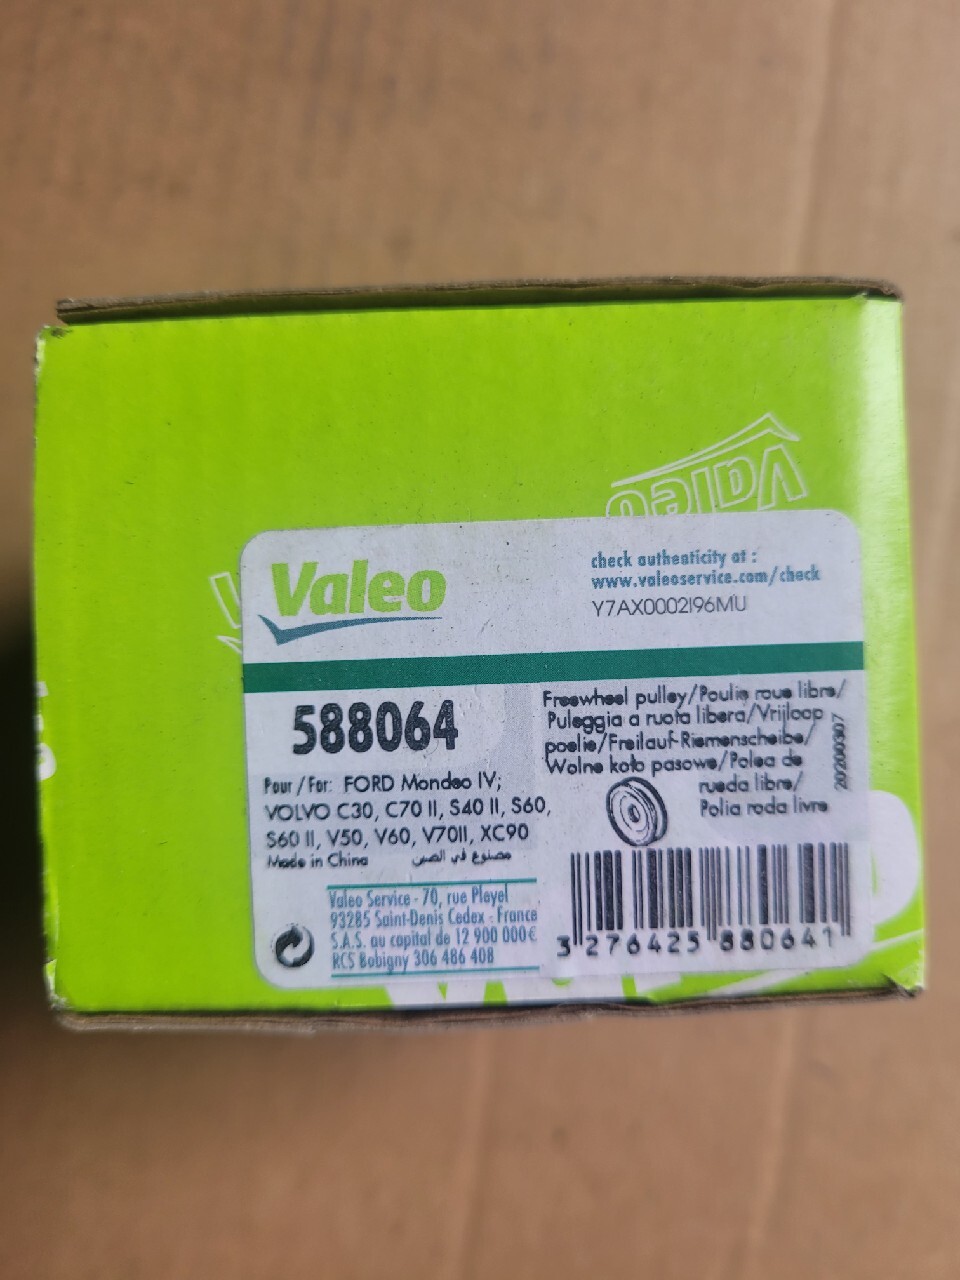 Valeo
Valeo
check authenticity at :
www.valeoservice.com/check
Y7AX0002I96MU
588064
Freewheel pulley/Poulie roue libre/
Puleggia a ruota libera/Vrijloop
poelie/Freilauf-Riemenscheibe/
Wolne koło pasowe/Polea de
rueda libre/
Polia roda livre
20200307
Pour / For: FORD Mondeo IV;
VOLVO C30, C70 II, S40 II, S60,
S60 II, V50, V60, V70II, XC90
Made in China مصنوع في الصين
Valeo Service - 70, rue Pleyel
93285 Saint-Denis Cedex - France
S.A.S. au capital de 12 900 000€
RCS Bobigny 306 486 408
3 276425 880641